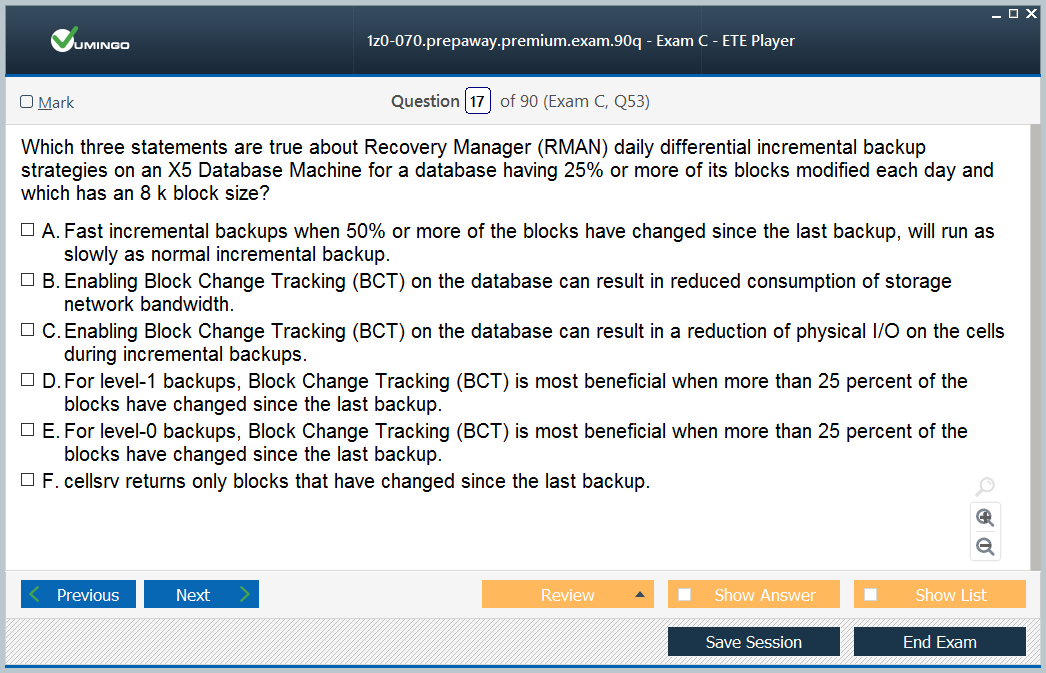 VUMINGO
1z0-070.prepaway.premium.exam.90q - Exam C - ETE Player
Mark
Question 17 of 90 (Exam C, Q53)
Which three statements are true about Recovery Manager (RMAN) daily differential incremental backup
strategies on an X5 Database Machine for a database having 25% or more of its blocks modified each day and
which has an 8 k block size?
A. Fast incremental backups when 50% or more of the blocks have changed since the last backup, will run as
slowly as normal incremental backup.
B. Enabling Block Change Tracking (BCT) on the database can result in reduced consumption of storage
network bandwidth.
C. Enabling Block Change Tracking (BCT) on the database can result in a reduction of physical I/O on the cells
during incremental backups.
D. For level-1 backups, Block Change Tracking (BCT) is most beneficial when more than 25 percent of the
blocks have changed since the last backup.
E. For level-0 backups, Block Change Tracking (BCT) is most beneficial when more than 25 percent of the
blocks have changed since the last backup.
F. cellsrv returns only blocks that have changed since the last backup.
Previous
Next
Review
Show Answer
Show List
Save Session
End Exam